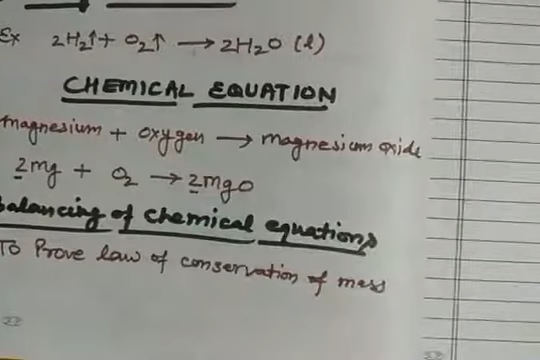 Ex 2H₂↑ + O₂↑ → 2H₂O (l)
CHEMICAL EQUATION
magnesium + oxygen → magnesium oxide
2mg + O₂ → 2mgo
balancing of chemical equations
To Prove law of conservation of mass